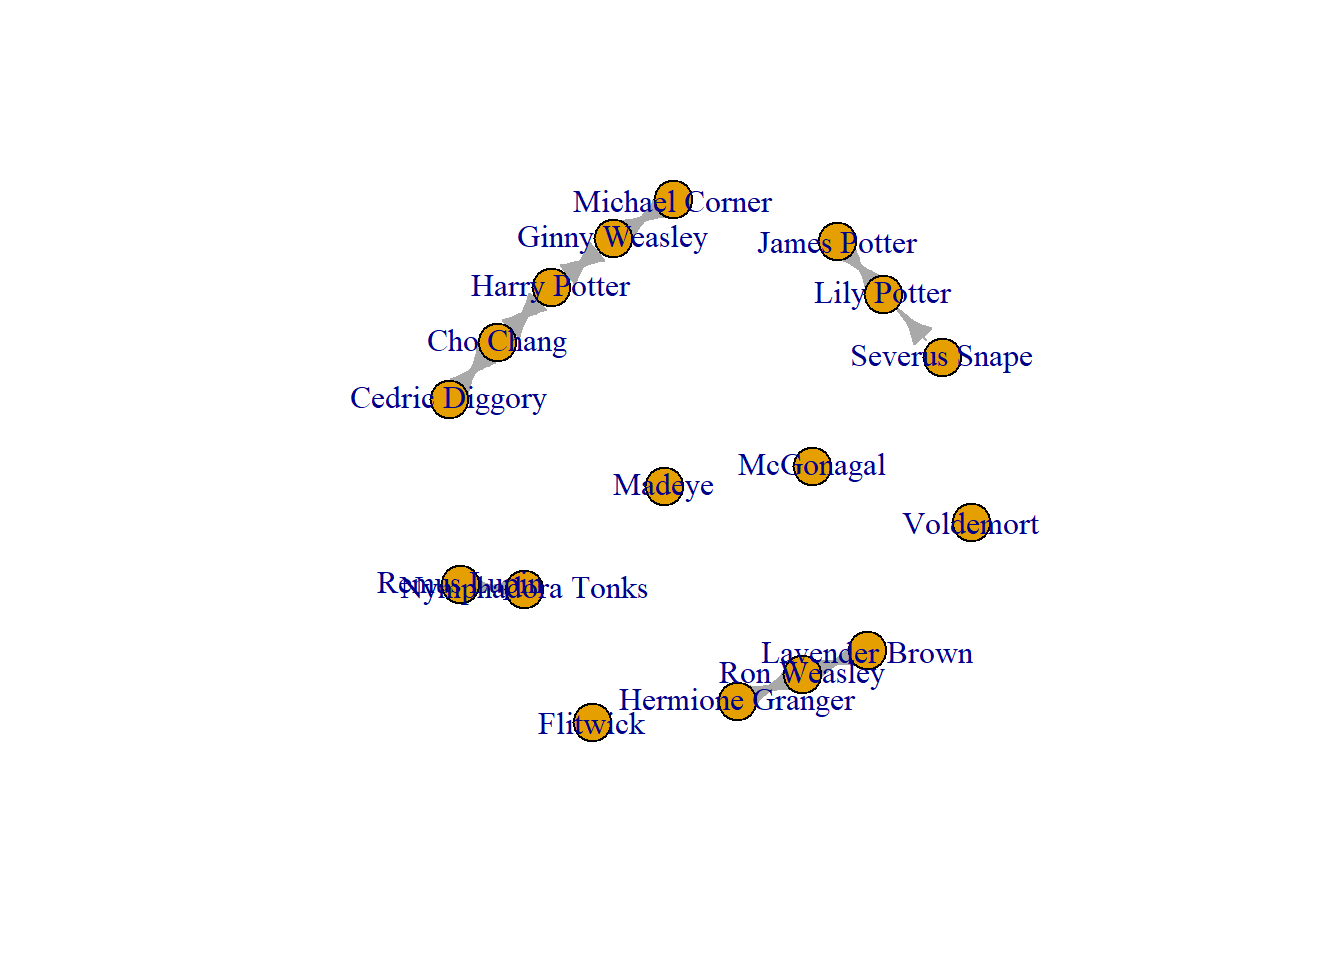 Michael Corner
Ginny Weasley
James Potter
Harry Potter
Lily Potter
Cho Chang
Severus Snape
Cedric Diggory
McGonagal
Madeye
Voldemort
Remus Lupin
Nymphadora Tonks
Lavender Brown
Ron Weasley
Hermione Granger
Flitwick